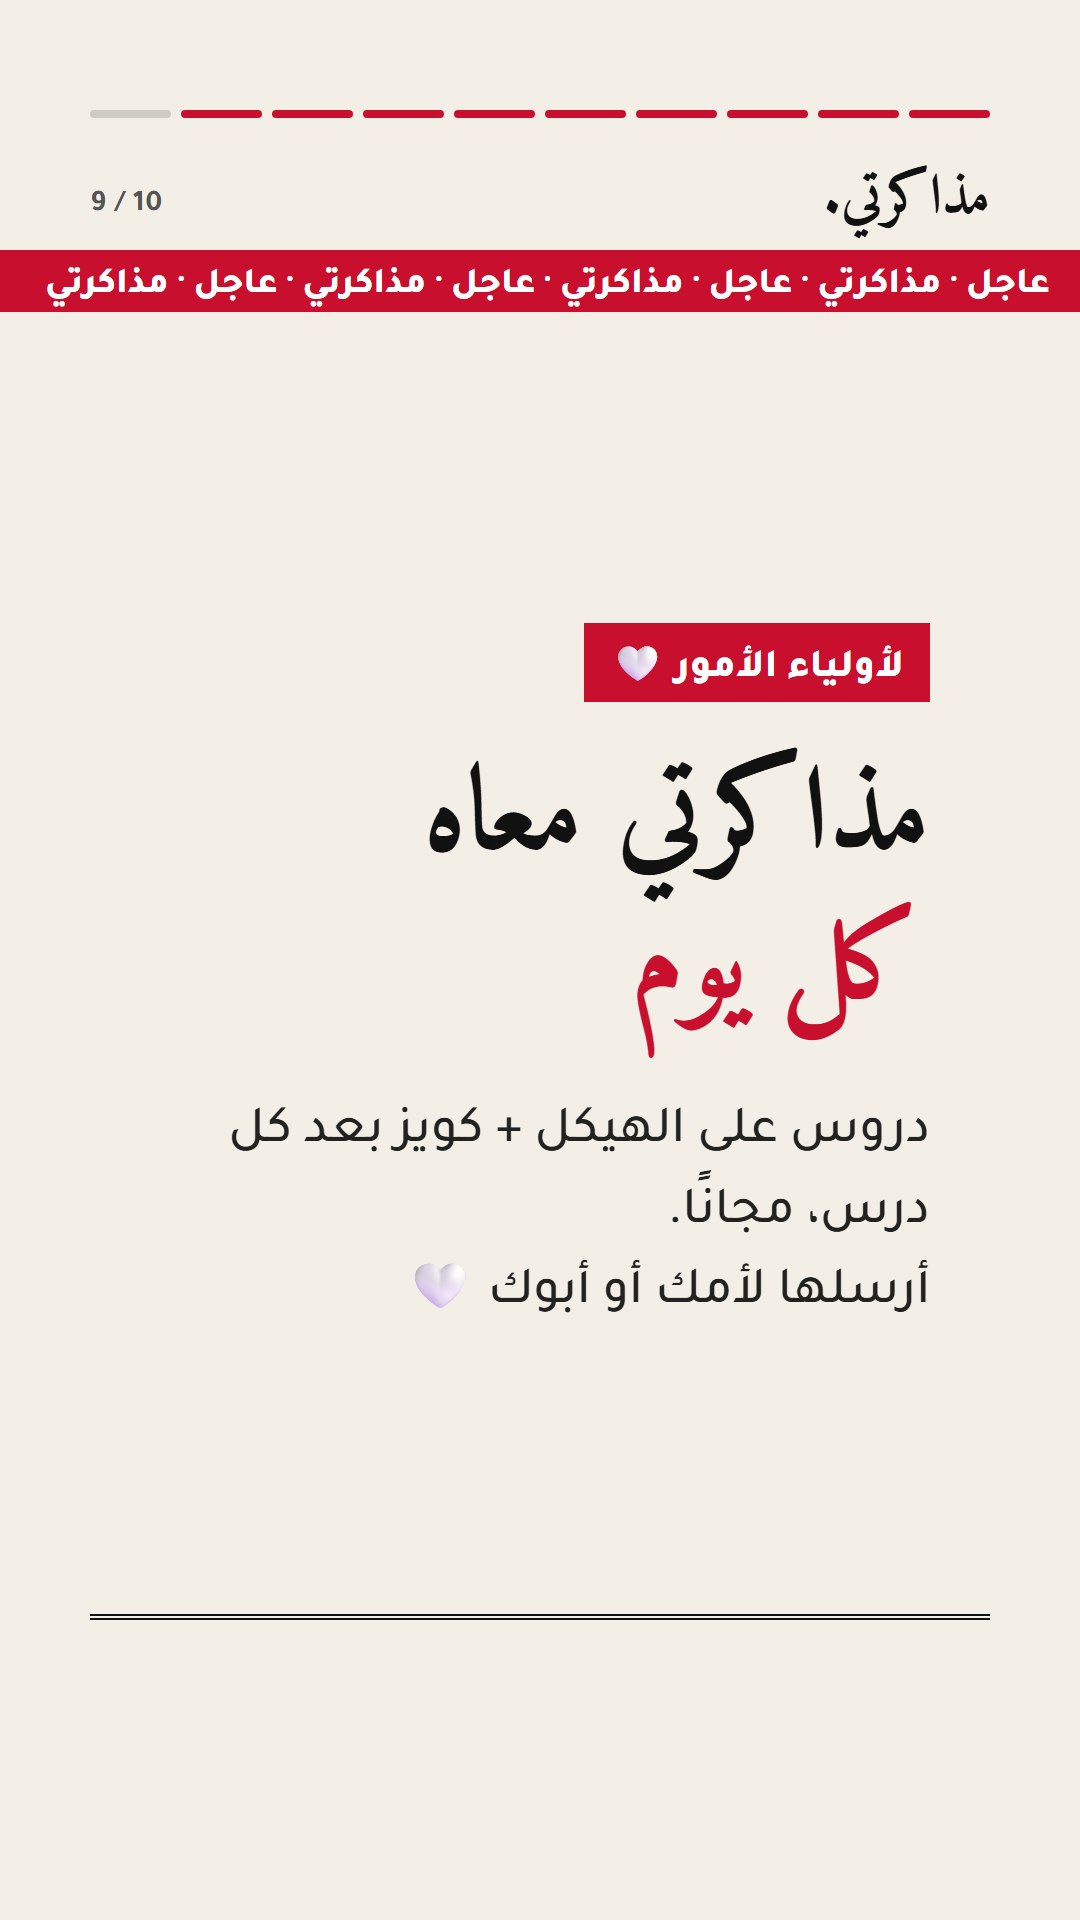 مذاكرتي.
9 / 10
عاجل · مذاكرتي · عاجل · مذاكرتي · عاجل · مذاكرتي · عاجل · مذاكرتي
لأولياء الأمور 🤍
مذاكرتي معاه
كل يوم
دروس على الهيكل + كويز بعد كل
درس، مجانًا.
أرسلها لأمك أو أبوك 🤍